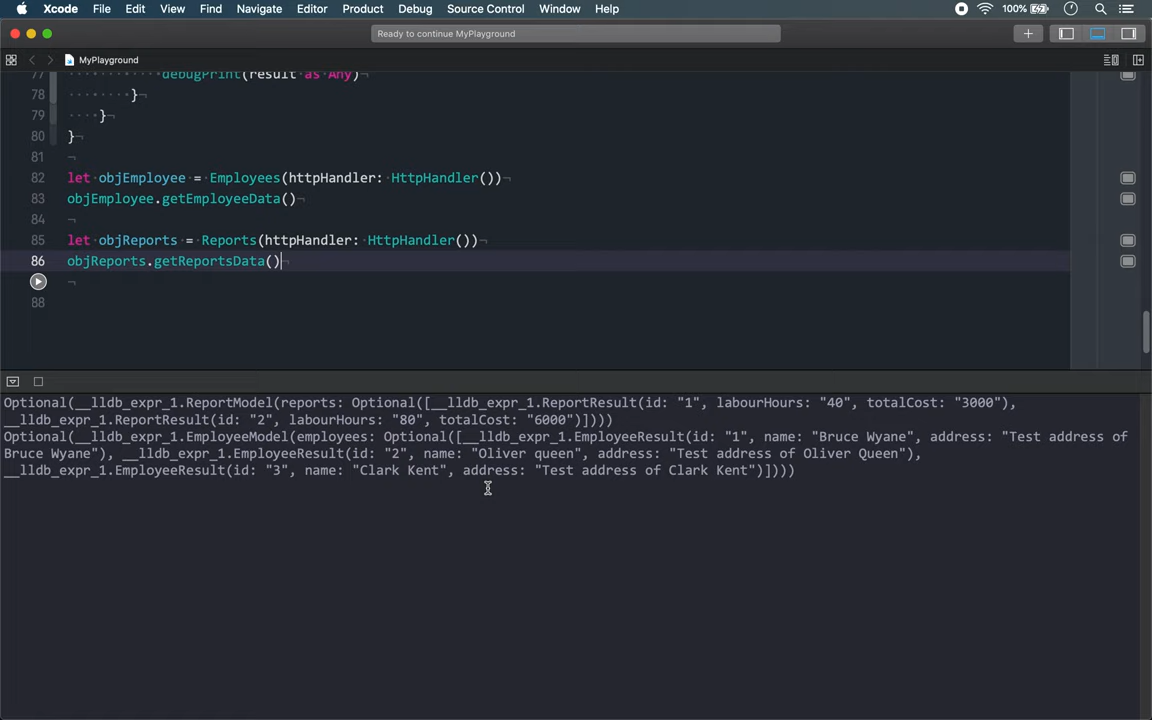 Xcode File Edit View Find Navigate Editor Product Debug Source Control Window Help 100%
Ready to continue MyPlayground
MyPlayground
77 debugPrint(result as Any)
78 }
79 }
80 }
81
82 let objEmployee = Employees(httpHandler: HttpHandler())
83 objEmployee.getEmployeeData()
84
85 let objReports = Reports(httpHandler: HttpHandler())
86 objReports.getReportsData()
88
Optional(__lldb_expr_1.ReportModel(reports: Optional([__lldb_expr_1.ReportResult(id: "1", labourHours: "40", totalCost: "3000"),
__lldb_expr_1.ReportResult(id: "2", labourHours: "80", totalCost: "6000")])))
Optional(__lldb_expr_1.EmployeeModel(employees: Optional([__lldb_expr_1.EmployeeResult(id: "1", name: "Bruce Wyane", address: "Test address of
Bruce Wyane"), __lldb_expr_1.EmployeeResult(id: "2", name: "Oliver queen", address: "Test address of Oliver Queen"),
__lldb_expr_1.EmployeeResult(id: "3", name: "Clark Kent", address: "Test address of Clark Kent")])))